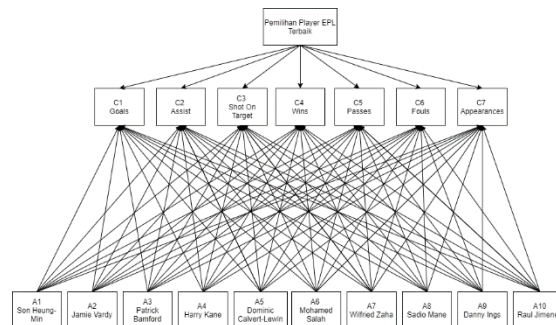 Pemilihan Player EPL
Terbaik
C1
Goals
C2
Assist
C3
Shot On
Target
C4
Wins
C5
Passes
C6
Fouls
C7
Appearances
A1
Son Heung-
Min
A2
Jamie Vardy
A3
Patrick
Bamford
A4
Harry Kane
A5
Dominic
Calvert-Lewin
A6
Mohamed
Salah
A7
Wilfried Zaha
A8
Sadio Mane
A9
Danny Ings
A10
Raul Jimen